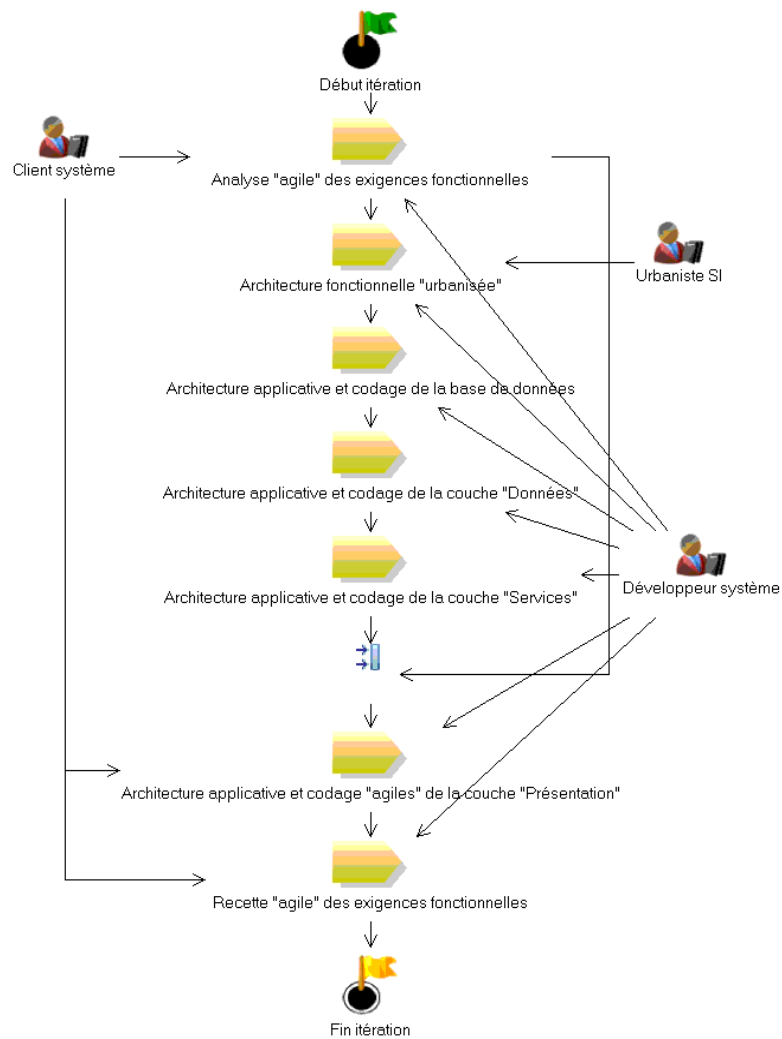 Début itération
Client système
Analyse "agile" des exigences fonctionnelles
Urbaniste SI
Architecture fonctionnelle "urbanisée"
Architecture applicative et codage de la base de données
Architecture applicative et codage de la couche "Données"
Développeur système
Architecture applicative et codage de la couche "Services"
Architecture applicative et codage "agiles" de la couche "Présentation"
Recette "agile" des exigences fonctionnelles
Fin itération